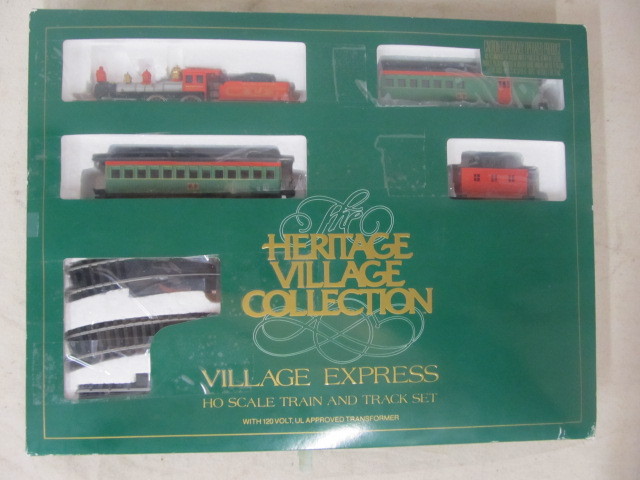 The
HERITAGE
VILLAGE
COLLECTION
VILLAGE EXPRESS
HO SCALE TRAIN AND TRACK SET
WITH 120 VOLT, UL APPROVED TRANSFORMER